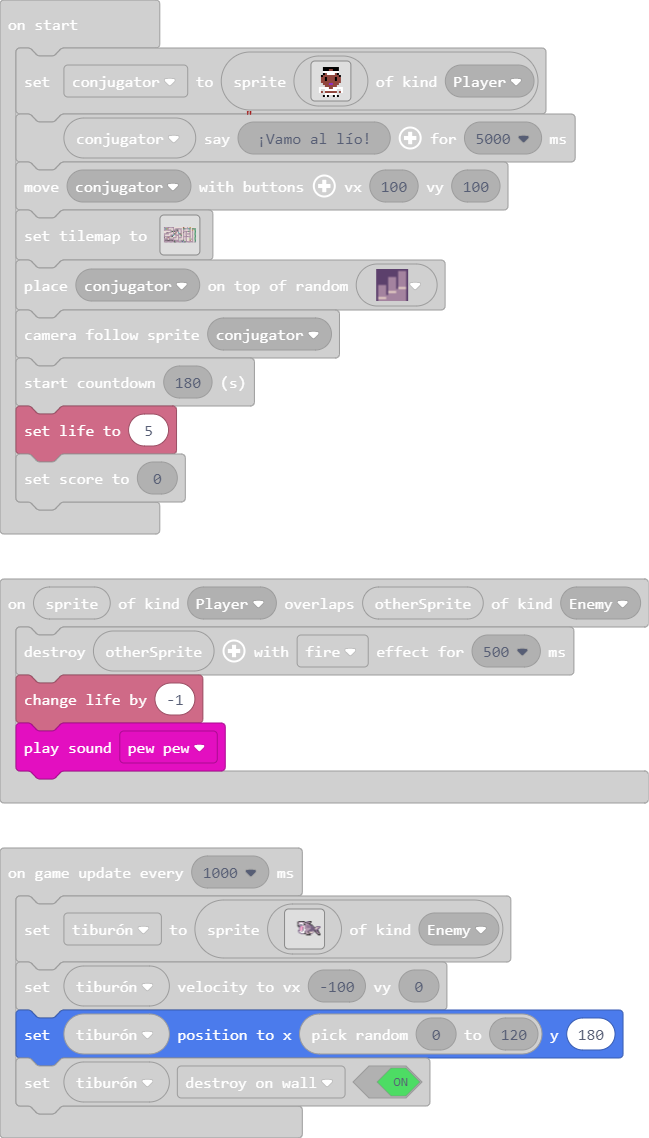 on start
set conjugator to sprite of kind Player
"
conjugator say ¡Vamo al lío! for 5000 ms
move conjugator with buttons vx 100 vy 100
set tilemap to
place conjugator on top of random
camera follow sprite conjugator
start countdown 180 (s)
set life to 5
set score to 0
on sprite of kind Player overlaps otherSprite of kind Enemy
destroy otherSprite with fire effect for 500 ms
change life by -1
play sound pew pew
on game update every 1000 ms
set tiburón to sprite of kind Enemy
set tiburón velocity to vx -100 vy 0
set tiburón position to x pick random 0 to 120 y 180
set tiburón destroy on wall ON